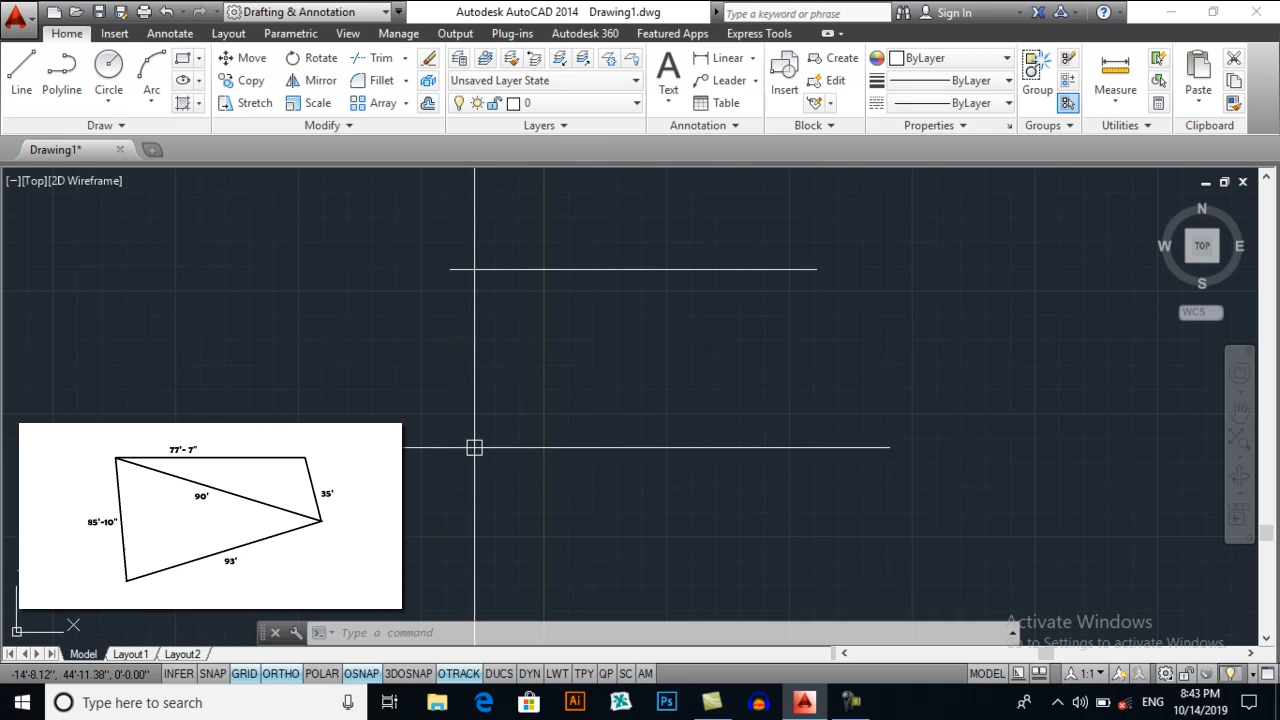 Drafting & Annotation
Autodesk AutoCAD 2014 Drawing1.dwg
Type a keyword or phrase
Sign In
Home Insert Annotate Layout Parametric View Manage Output Plug-ins Autodesk 360 Featured Apps Express Tools
Move Rotate Trim
Copy Mirror Fillet
Stretch Scale Array
Line Polyline Circle Arc
Unsaved Layer State
0
Text
Linear
Leader
Table
Insert
Create
Edit
ByLayer
ByLayer
ByLayer
Group
Measure
Paste
Draw Modify Layers Annotation Block Properties Groups Utilities Clipboard
Drawing1*
[−][Top][2D Wireframe]
N
W TOP E
S
WCS
77'- 7"
90'
35'
85'-10"
93'
Activate Windows
Go to Settings to activate Windows.
Type a command
Model Layout1 Layout2
-14'-8.12", 44'-11.38", 0'-0.00" INFER SNAP GRID ORTHO POLAR OSNAP 3DOSNAP OTRACK DUCS DYN LWT TPY QP SC AM MODEL 1:1
Type here to search
Ai
Ps
ENG
8:43 PM
10/14/2019